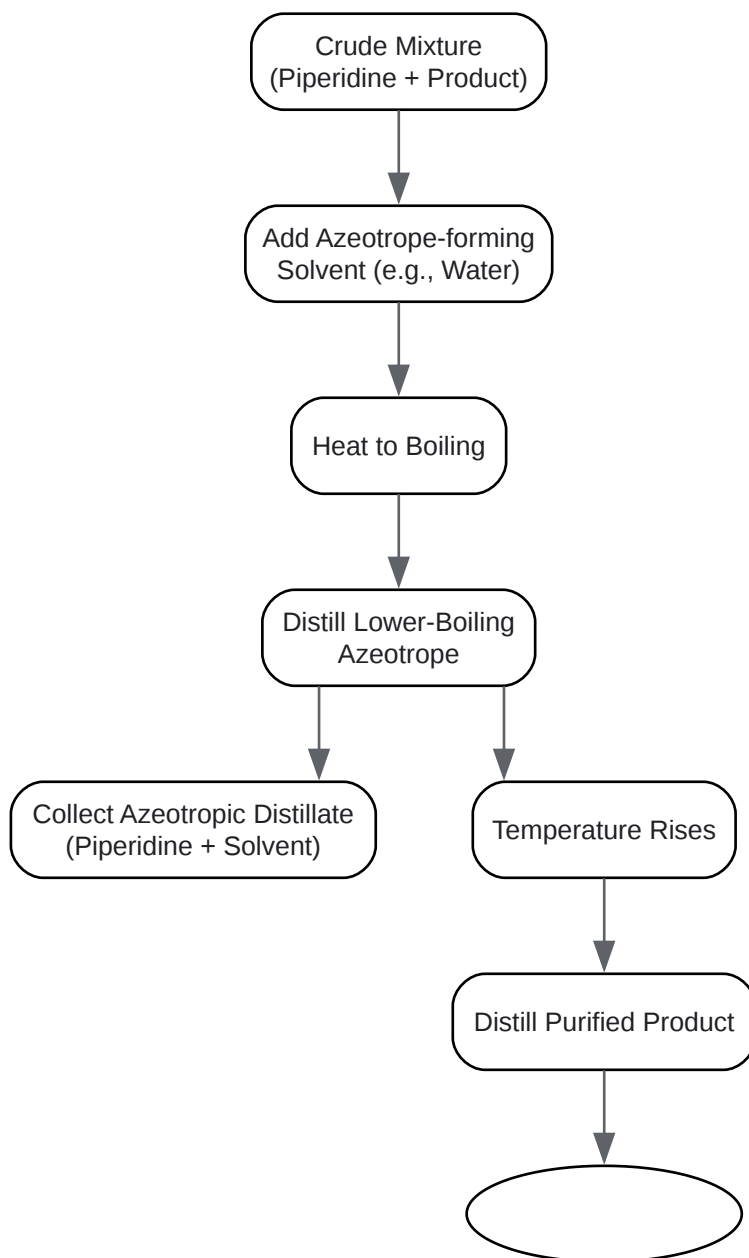 Crude Mixture
(Piperidine + Product)
Add Azeotrope-forming
Solvent (e.g., Water)
Heat to Boiling
Distill Lower-Boiling
Azeotrope
Collect Azeotropic Distillate
(Piperidine + Solvent)
Temperature Rises
Distill Purified Product